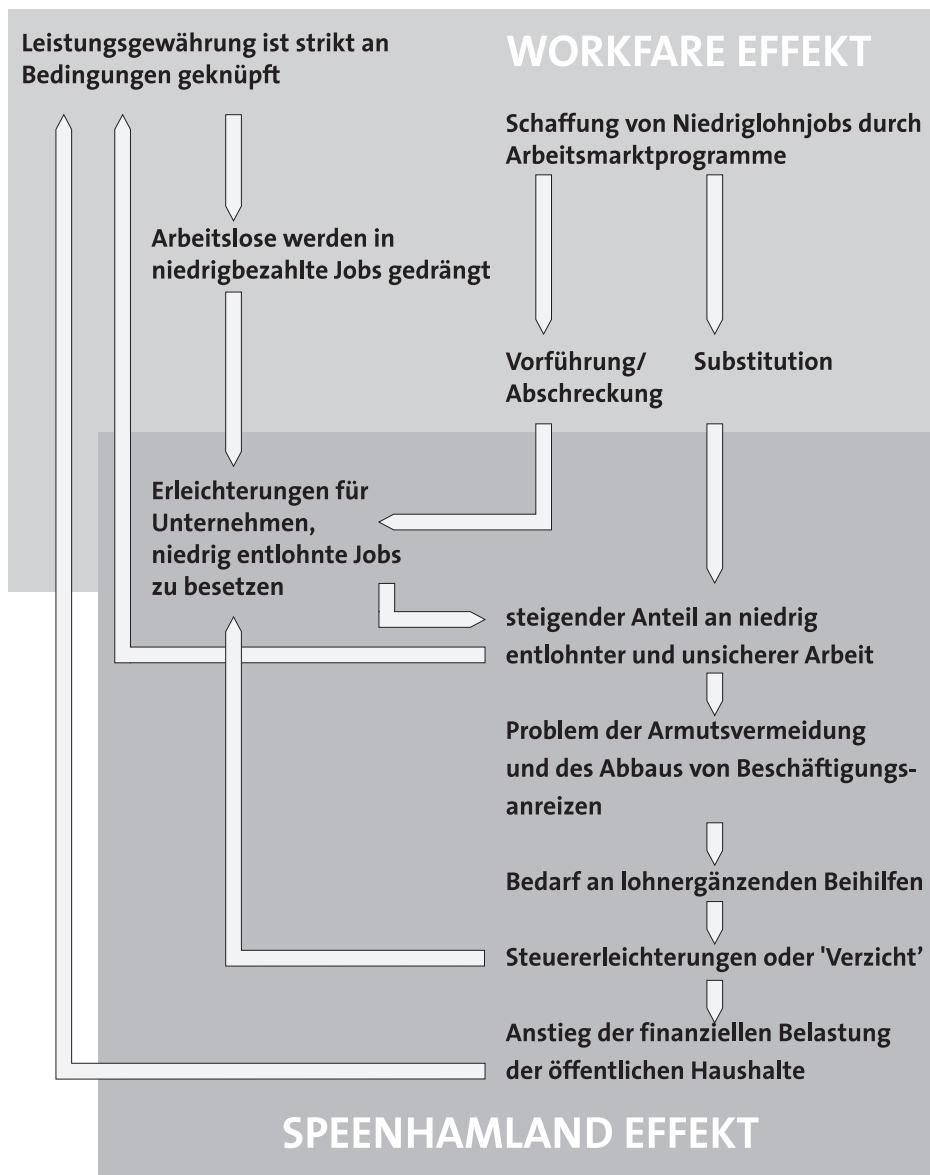 Leistungsgewährung ist strikt an
Bedingungen geknüpft
WORKFARE EFFEKT
Schaffung von Niedriglohnjobs durch
Arbeitsmarktprogramme
Arbeitslose werden in
niedrigbezahlte Jobs gedrängt
Vorführung/
Abschreckung
Substitution
Erleichterungen für
Unternehmen,
niedrig entlohnte Jobs
zu besetzen
steigender Anteil an niedrig
entlohnter und unsicherer Arbeit
Problem der Armutsvermeidung
und des Abbaus von Beschäftigungs-
anreizen
Bedarf an lohnergänzenden Beihilfen
Steuererleichterungen oder 'Verzicht’
Anstieg der finanziellen Belastung
der öffentlichen Haushalte
SPEENHAMLAND EFFEKT